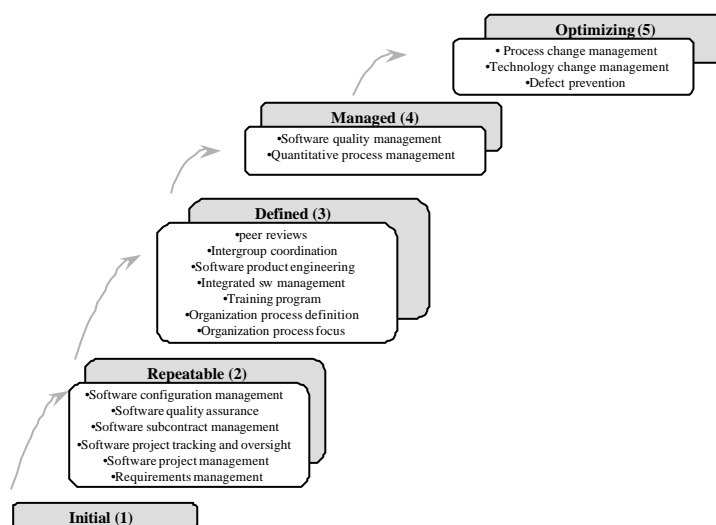 Optimizing (5)
• Process change management
•Technology change management
•Defect prevention
Managed (4)
•Software quality management
•Quantitative process management
Defined (3)
•peer reviews
•Intergroup coordination
•Software product engineering
•Integrated sw management
•Training program
•Organization process definition
•Organization process focus
Repeatable (2)
•Software configuration management
•Software quality assurance
•Software subcontract management
•Software project tracking and oversight
•Software project management
•Requirements management
Initial (1)